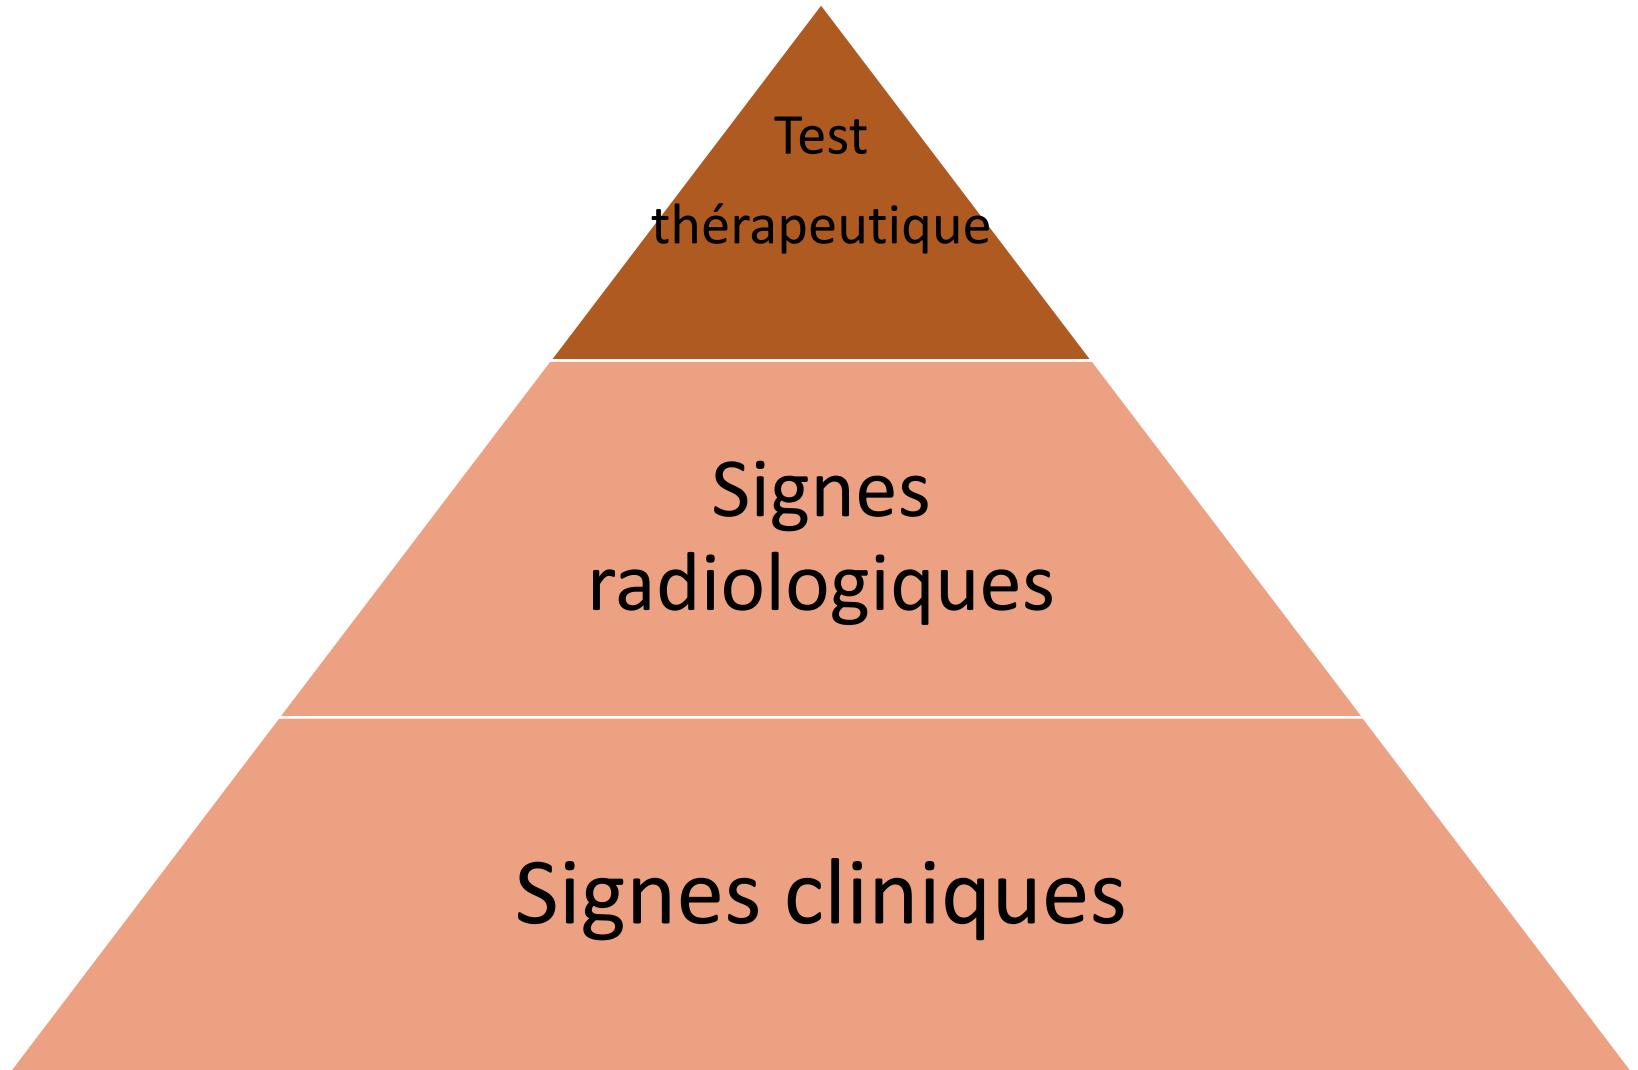 Test
thérapeutique
Signes
radiologiques
Signes cliniques